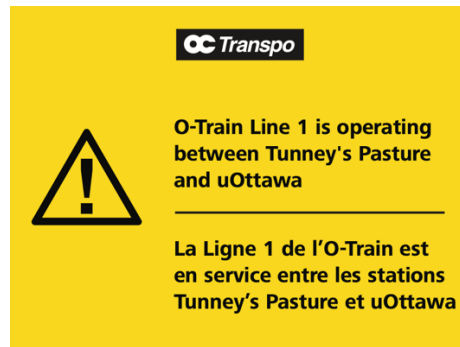 OC Transpo
O-Train Line 1 is operating
between Tunney's Pasture
and uOttawa
La Ligne 1 de l’O-Train est
en service entre les stations
Tunney’s Pasture et uOttawa